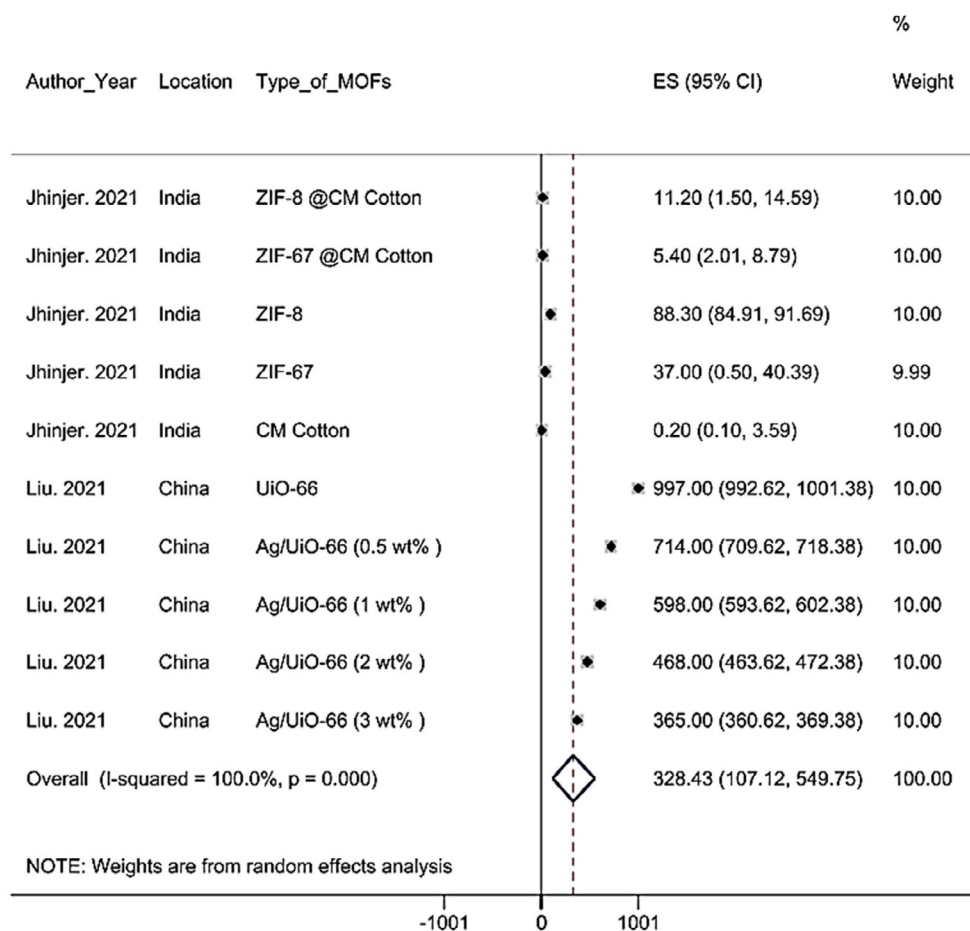 %
Author_Year Location Type_of_MOFs ES (95% CI) Weight
Jhinjer. 2021 India ZIF-8 @CM Cotton 11.20 (1.50, 14.59) 10.00
Jhinjer. 2021 India ZIF-67 @CM Cotton 5.40 (2.01, 8.79) 10.00
Jhinjer. 2021 India ZIF-8 88.30 (84.91, 91.69) 10.00
Jhinjer. 2021 India ZIF-67 37.00 (0.50, 40.39) 9.99
Jhinjer. 2021 India CM Cotton 0.20 (0.10, 3.59) 10.00
Liu. 2021 China UiO-66 997.00 (992.62, 1001.38) 10.00
Liu. 2021 China Ag/UiO-66 (0.5 wt% ) 714.00 (709.62, 718.38) 10.00
Liu. 2021 China Ag/UiO-66 (1 wt% ) 598.00 (593.62, 602.38) 10.00
Liu. 2021 China Ag/UiO-66 (2 wt% ) 468.00 (463.62, 472.38) 10.00
Liu. 2021 China Ag/UiO-66 (3 wt% ) 365.00 (360.62, 369.38) 10.00
Overall (I-squared = 100.0%, p = 0.000) 328.43 (107.12, 549.75) 100.00
NOTE: Weights are from random effects analysis
-1001 0 1001